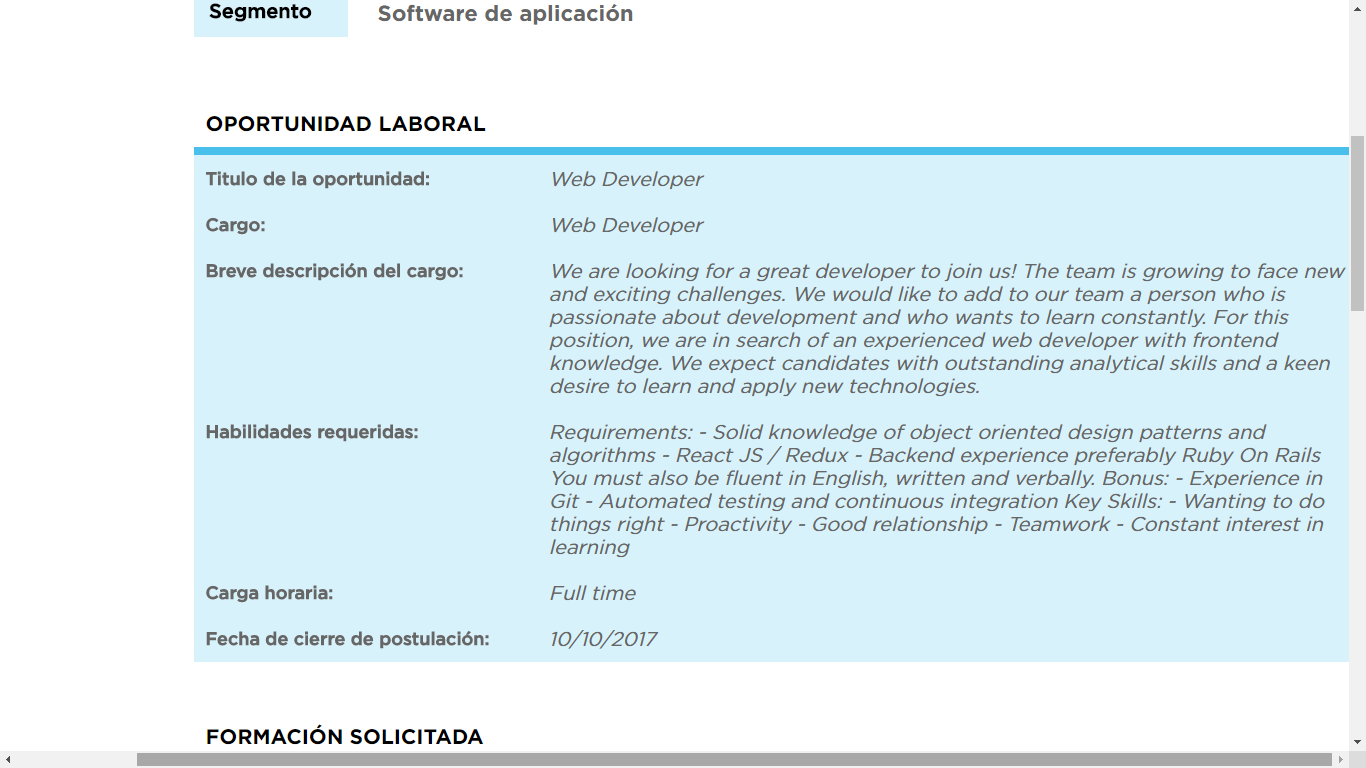 Segmento Software de aplicación
OPORTUNIDAD LABORAL
Titulo de la oportunidad: Web Developer
Cargo: Web Developer
Breve descripción del cargo: We are looking for a great developer to join us! The team is growing to face new
and exciting challenges. We would like to add to our team a person who is
passionate about development and who wants to learn constantly. For this
position, we are in search of an experienced web developer with frontend
knowledge. We expect candidates with outstanding analytical skills and a keen
desire to learn and apply new technologies.
Habilidades requeridas: Requirements: - Solid knowledge of object oriented design patterns and
algorithms - React JS / Redux - Backend experience preferably Ruby On Rails
You must also be fluent in English, written and verbally. Bonus: - Experience in
Git - Automated testing and continuous integration Key Skills: - Wanting to do
things right - Proactivity - Good relationship - Teamwork - Constant interest in
learning
Carga horaria: Full time
Fecha de cierre de postulación: 10/10/2017
FORMACIÓN SOLICITADA